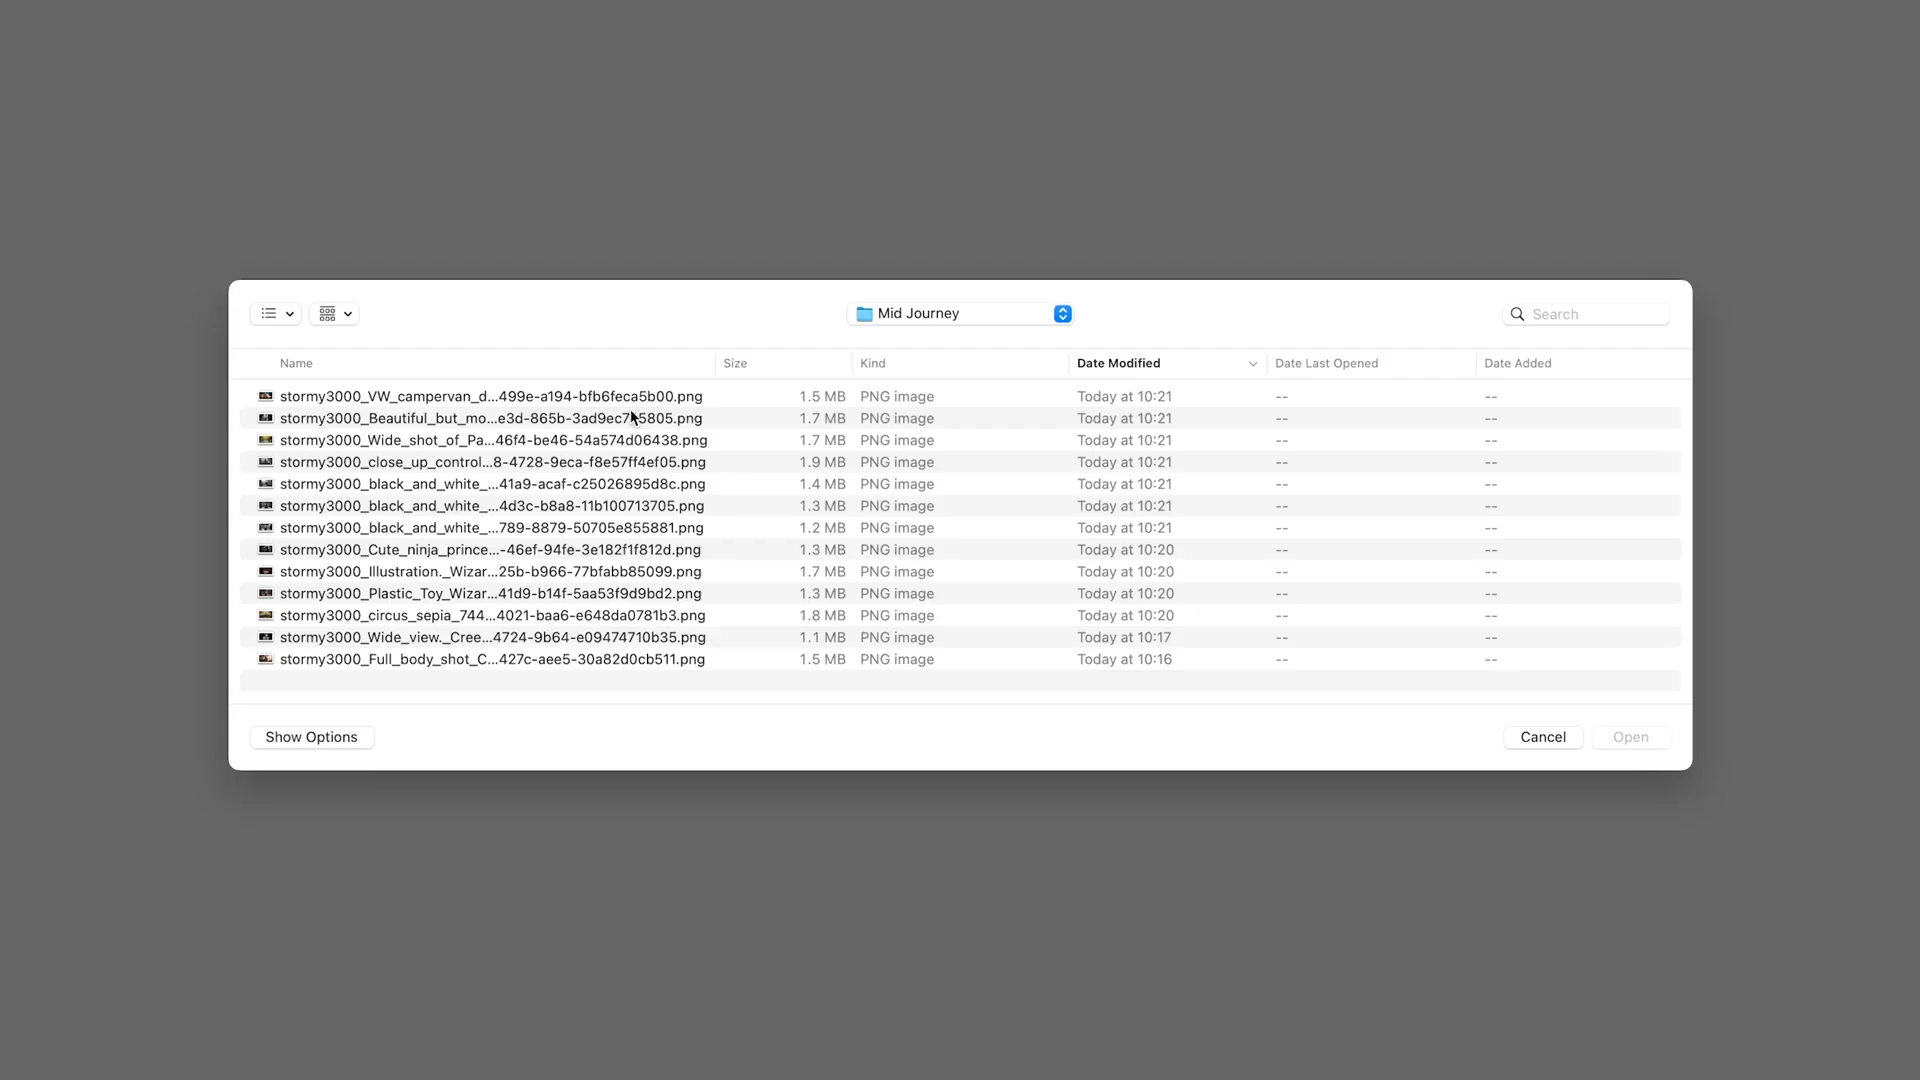 Mid Journey
Search
Name Size Kind Date Modified Date Last Opened Date Added
stormy3000_VW_campervan_d...499e-a194-bfb6feca5b00.png 1.5 MB PNG image Today at 10:21 -- --
stormy3000_Beautiful_but_mo...e3d-865b-3ad9ec7 5805.png 1.7 MB PNG image Today at 10:21 -- --
stormy3000_Wide_shot_of_Pa...46f4-be46-54a574d06438.png 1.7 MB PNG image Today at 10:21 -- --
stormy3000_close_up_control...8-4728-9eca-f8e57ff4ef05.png 1.9 MB PNG image Today at 10:21 -- --
stormy3000_black_and_white_...41a9-acaf-c25026895d8c.png 1.4 MB PNG image Today at 10:21 -- --
stormy3000_black_and_white_...4d3c-b8a8-11b100713705.png 1.3 MB PNG image Today at 10:21 -- --
stormy3000_black_and_white_...789-8879-50705e855881.png 1.2 MB PNG image Today at 10:21 -- --
stormy3000_Cute_ninja_prince...-46ef-94fe-3e182f1f812d.png 1.3 MB PNG image Today at 10:20 -- --
stormy3000_Illustration._Wizar...25b-b966-77bfabb85099.png 1.7 MB PNG image Today at 10:20 -- --
stormy3000_Plastic_Toy_Wizar...41d9-b14f-5aa53f9d9bd2.png 1.3 MB PNG image Today at 10:20 -- --
stormy3000_circus_sepia_744...4021-baa6-e648da0781b3.png 1.8 MB PNG image Today at 10:20 -- --
stormy3000_Wide_view._Cree...4724-9b64-e09474710b35.png 1.1 MB PNG image Today at 10:17 -- --
stormy3000_Full_body_shot_C...427c-aee5-30a82d0cb511.png 1.5 MB PNG image Today at 10:16 -- --
Show Options Cancel Open